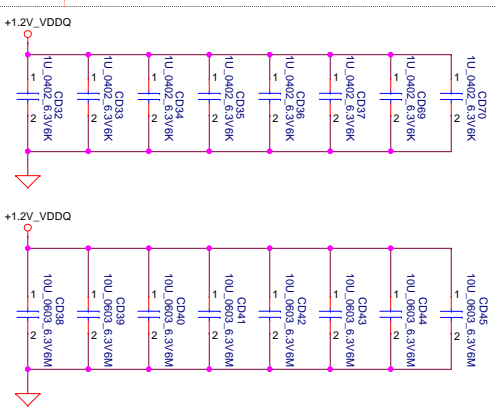 +1.2V_VDDQ
1
2
CD32
1U_0402_6.3V6K
1
2
CD33
1U_0402_6.3V6K
1
2
CD34
1U_0402_6.3V6K
1
2
CD35
1U_0402_6.3V6K
1
2
CD36
1U_0402_6.3V6K
1
2
CD37
1U_0402_6.3V6K
1
2
CD69
1U_0402_6.3V6K
1
2
CD70
1U_0402_6.3V6K
+1.2V_VDDQ
1
2
CD38
10U_0603_6.3V6M
1
2
CD39
10U_0603_6.3V6M
1
2
CD40
10U_0603_6.3V6M
1
2
CD41
10U_0603_6.3V6M
1
2
CD42
10U_0603_6.3V6M
1
2
CD43
10U_0603_6.3V6M
1
2
CD44
10U_0603_6.3V6M
1
2
CD45
10U_0603_6.3V6M